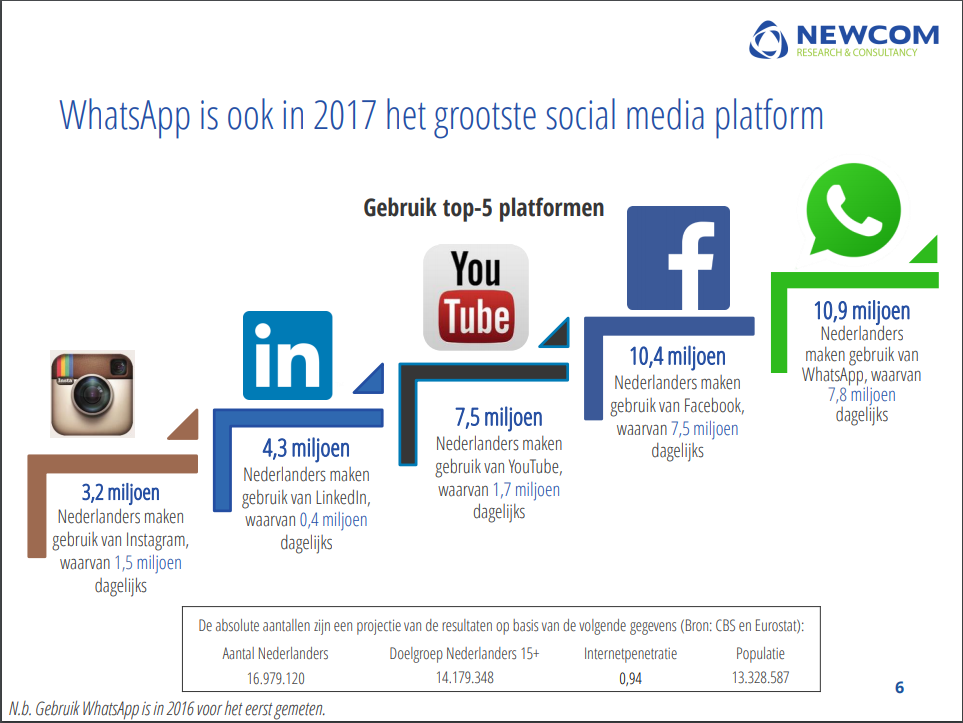 NEWCOM
RESEARCH & CONSULTANCY
WhatsApp is ook in 2017 het grootste social media platform
Gebruik top-5 platformen
Insta
3,2 miljoen
Nederlanders maken
gebruik van Instagram,
waarvan 1,5 miljoen
dagelijks
in
4,3 miljoen
Nederlanders maken
gebruik van LinkedIn,
waarvan 0,4 miljoen
dagelijks
You
Tube
7,5 miljoen
Nederlanders maken
gebruik van YouTube,
waarvan 1,7 miljoen
dagelijks
f
10,4 miljoen
Nederlanders maken
gebruik van Facebook,
waarvan 7,5 miljoen
dagelijks
10,9 miljoen
Nederlanders
maken gebruik van
WhatsApp, waarvan
7,8 miljoen
dagelijks
De absolute aantallen zijn een projectie van de resultaten op basis van de volgende gegevens (Bron: CBS en Eurostat):
Aantal Nederlanders Doelgroep Nederlanders 15+ Internetpenetratie Populatie
16.979.120 14.179.348 0,94 13.328.587
6
N.b. Gebruik WhatsApp is in 2016 voor het eerst gemeten.